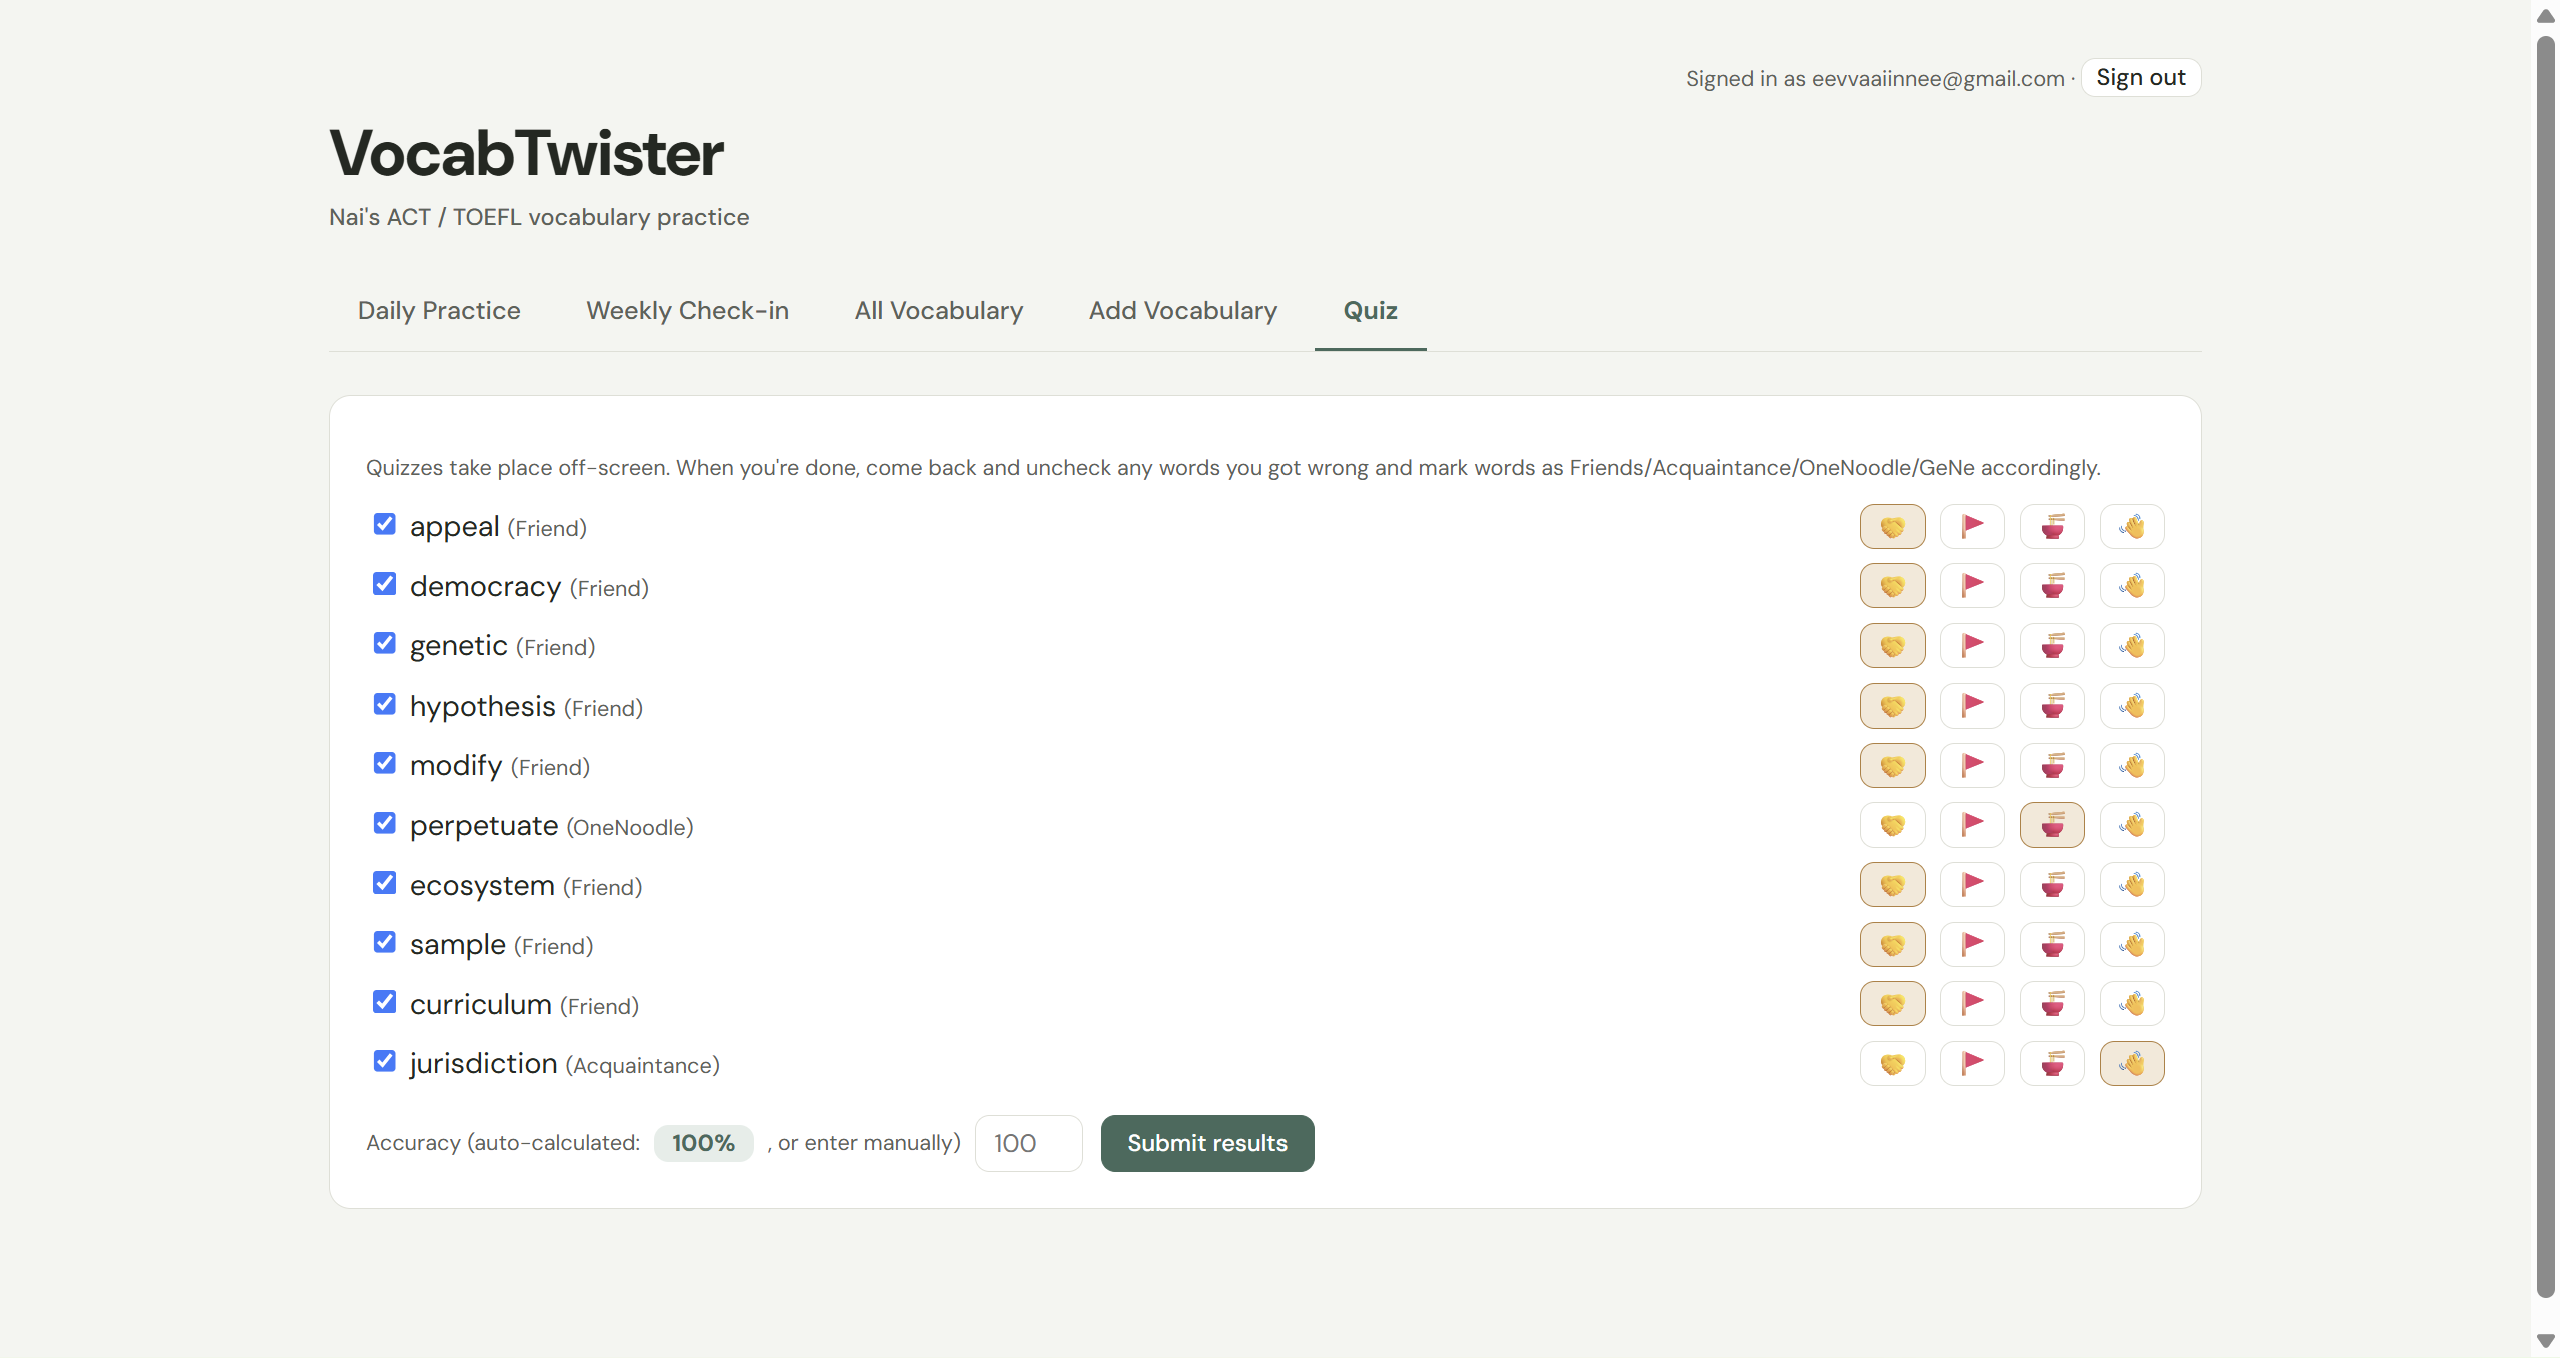 Signed in as eevvaaiinnee@gmail.com · Sign out
VocabTwister
Nai's ACT / TOEFL vocabulary practice
Daily Practice Weekly Check-in All Vocabulary Add Vocabulary Quiz
Quizzes take place off-screen. When you're done, come back and uncheck any words you got wrong and mark words as Friends/Acquaintance/OneNoodle/GeNe accordingly.
appeal (Friend)
democracy (Friend)
genetic (Friend)
hypothesis (Friend)
modify (Friend)
perpetuate (OneNoodle)
ecosystem (Friend)
sample (Friend)
curriculum (Friend)
jurisdiction (Acquaintance)
Accuracy (auto-calculated: 100% , or enter manually) 100 Submit results